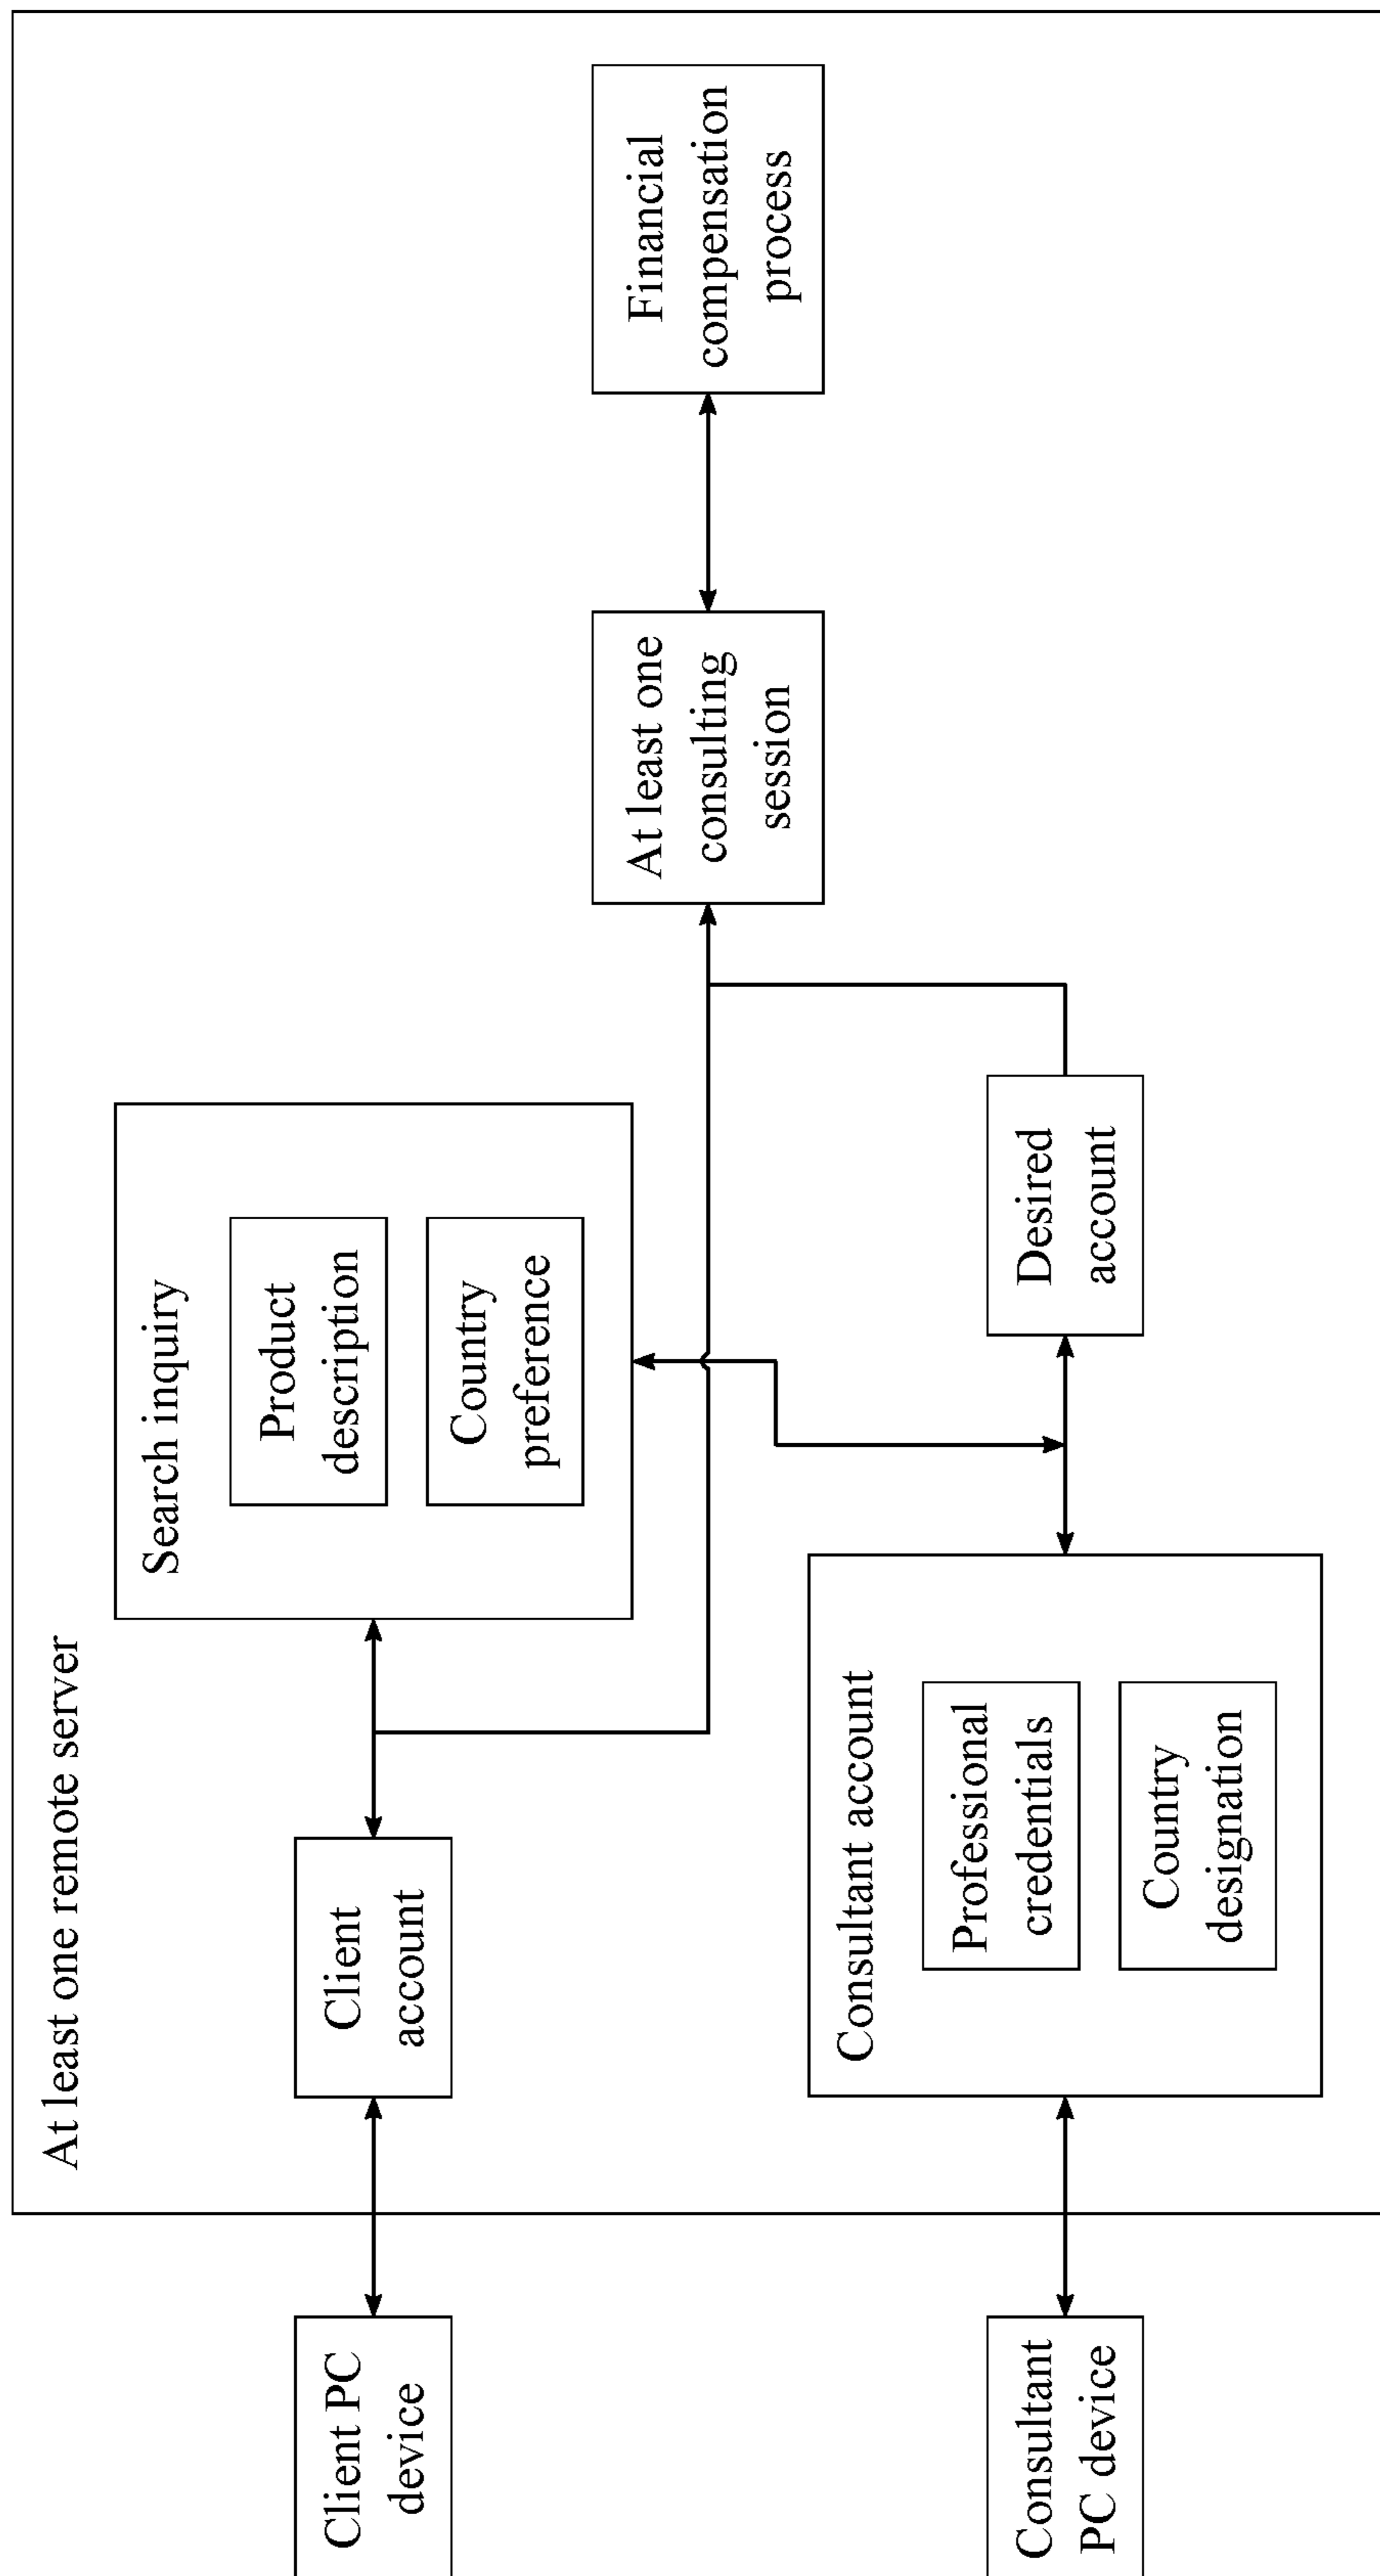 At least one remote server
Client PC
device
Client
account
Search inquiry
Product
description
Country
preference
Consultant
PC device
Consultant account
Professional
credentials
Country
designation
Desired
account
At least one
consulting
session
Financial
compensation
process